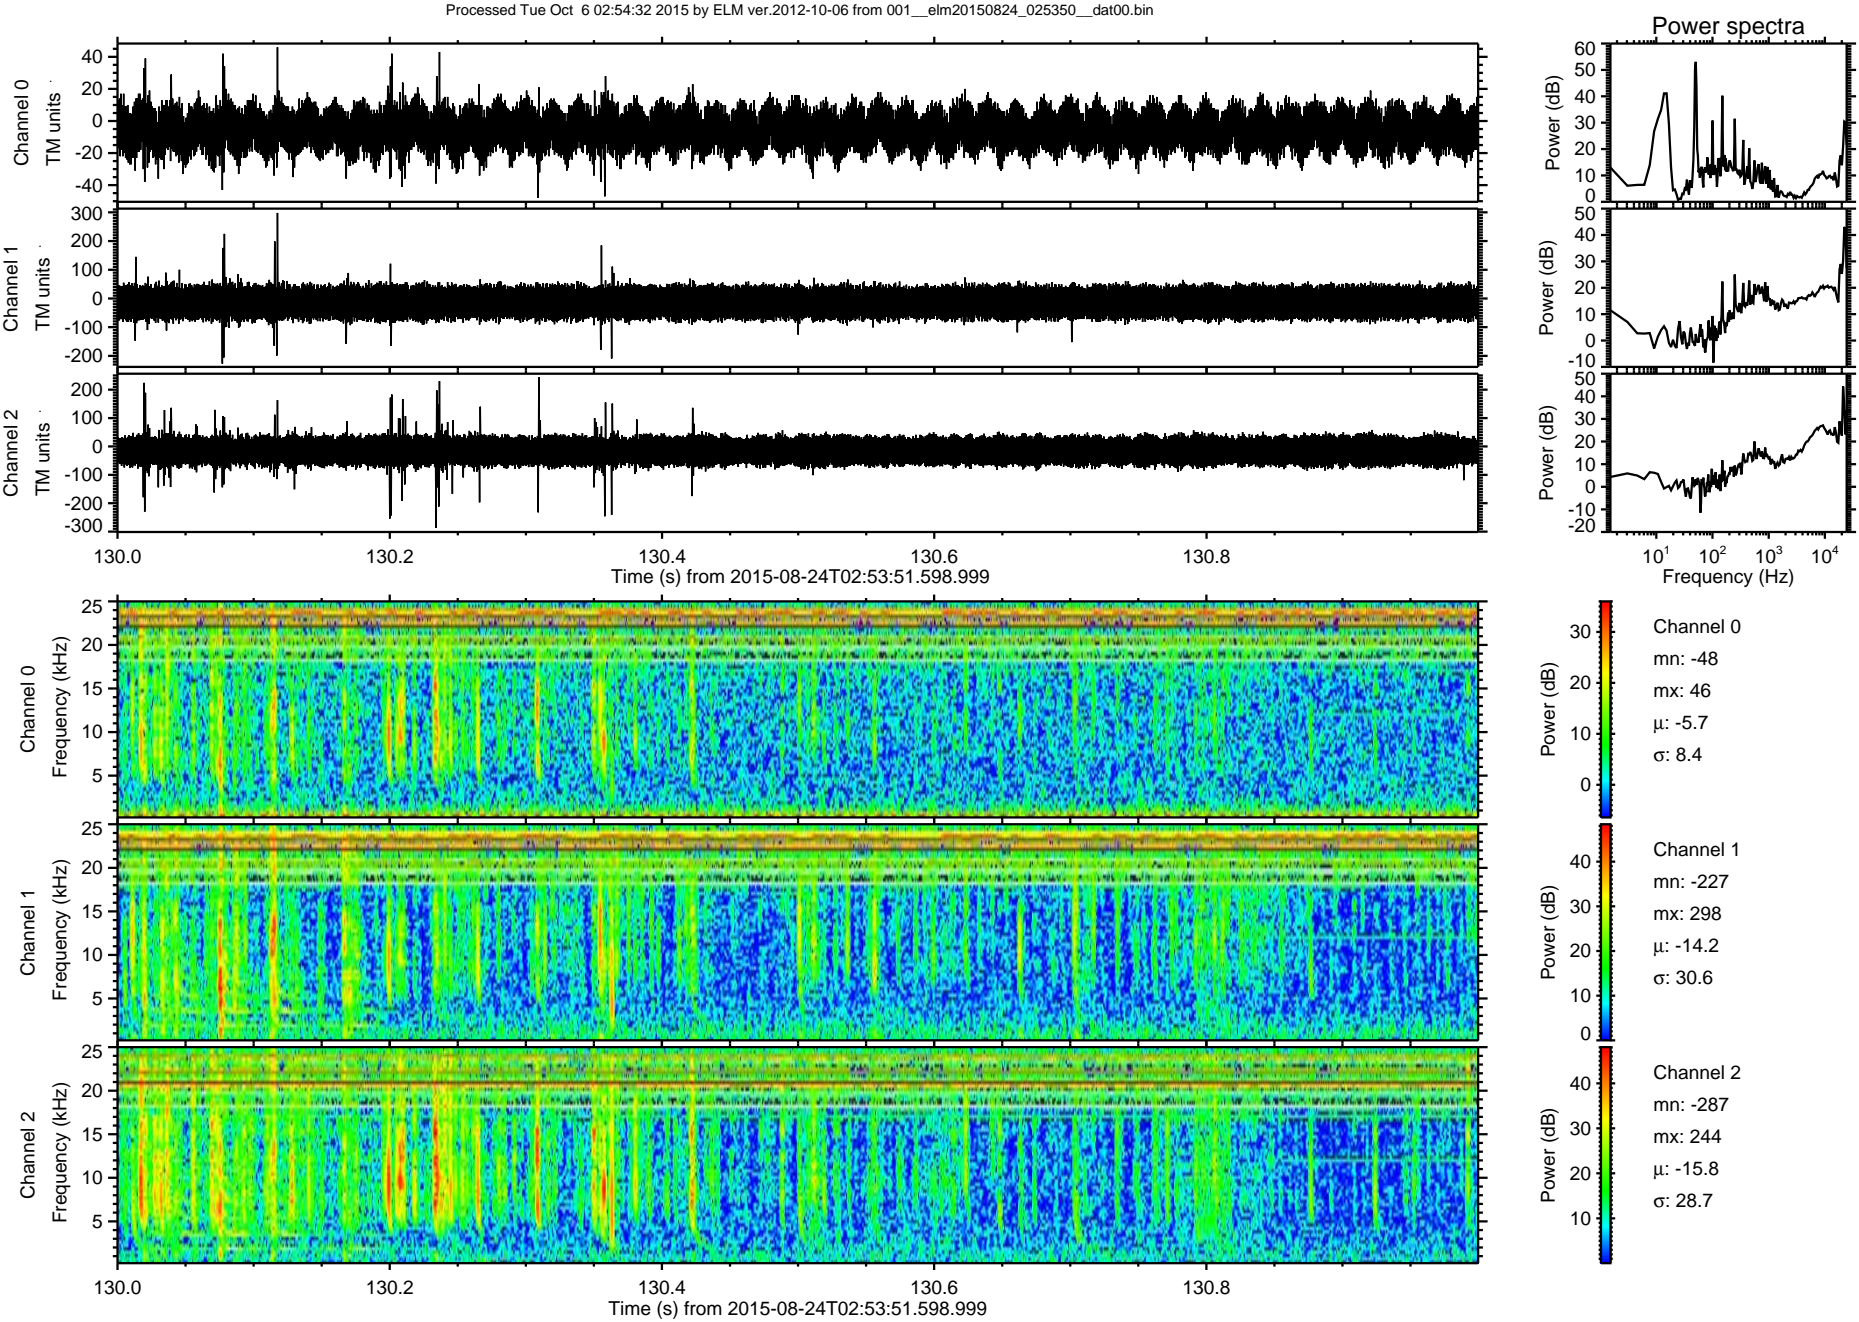 Processed Tue Oct  6 02:54:32 2015 by ELM ver.2012-10-06 from 001__elm20150824_025350__dat00.bin
Power spectra
Channel 0
TM units
40
20
0
-20
-40
Power (dB)
60
50
40
30
20
10
0
Channel 1
TM units
300
200
100
0
-100
-200
Power (dB)
50
40
30
20
10
0
-10
Channel 2
TM units
200
100
0
-100
-200
-300
Power (dB)
50
40
30
20
10
0
-10
-20
130.0 130.2 130.4 130.6 130.8
Time (s) from 2015-08-24T02:53:51.598.999
10¹ 10² 10³ 10⁴
Frequency (Hz)
Channel 0
Frequency (kHz)
25
20
15
10
5
Power (dB)
30
20
10
0
Channel 0
mn: -48
mx: 46
µ: -5.7
σ: 8.4
Channel 1
Frequency (kHz)
25
20
15
10
5
Power (dB)
40
30
20
10
0
Channel 1
mn: -227
mx: 298
µ: -14.2
σ: 30.6
Channel 2
Frequency (kHz)
25
20
15
10
5
Power (dB)
40
30
20
10
Channel 2
mn: -287
mx: 244
µ: -15.8
σ: 28.7
130.0 130.2 130.4 130.6 130.8
Time (s) from 2015-08-24T02:53:51.598.999